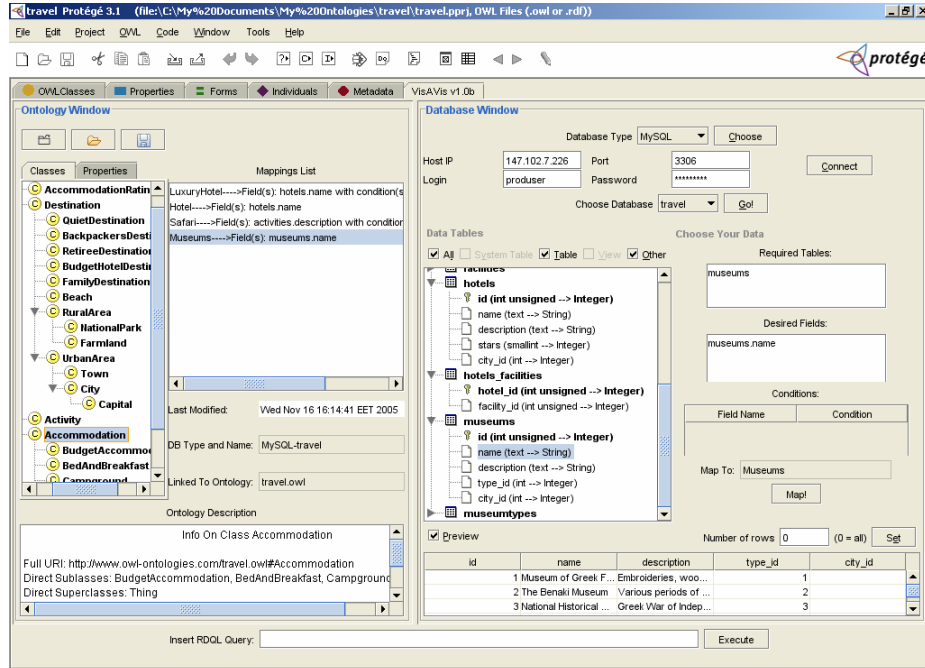 travel Protégé 3.1 (file:\C:\My%20Documents\My%20Ontologies\travel\travel.pprj, OWL Files (.owl or .rdf))
File Edit Project OWL Code Window Tools Help
protégé
OWLClasses Properties Forms Individuals Metadata VisAVis v1.0b
Ontology Window
Classes Properties
Mappings List
AccommodationRatin
Destination
QuietDestination
BackpackersDesti
RetireeDestination
BudgetHotelDestin
FamilyDestination
Beach
RuralArea
NationalPark
Farmland
UrbanArea
Town
City
Capital
Activity
Accommodation
BudgetAccommod
BedAndBreakfast
Campground
LuxuryHotel---->Field(s): hotels.name with condition(s
Hotel---->Field(s): hotels.name
Safari---->Field(s): activities.description with condition
Museums---->Field(s): museums.name
Last Modified: Wed Nov 16 16:14:41 EET 2005
DB Type and Name: MySQL-travel
Linked To Ontology: travel.owl
Ontology Description
Info On Class Accommodation
Full URI: http://www.owl-ontologies.com/travel.owl#Accommodation
Direct Sublasses: BudgetAccommodation, BedAndBreakfast, Campground
Direct Superclasses: Thing
Database Window
Database Type MySQL Choose
Host IP 147.102.7.226 Port 3306
Connect
Login produser Password *********
Choose Database travel Go!
Data Tables
Choose Your Data
All System Table Table View Other
facilities
hotels
id (int unsigned --> Integer)
name (text --> String)
description (text --> String)
stars (smallint --> Integer)
city_id (int --> Integer)
hotels_facilities
hotel_id (int unsigned --> Integer)
facility_id (int unsigned --> Integer)
museums
id (int unsigned --> Integer)
name (text --> String)
description (text --> String)
type_id (int --> Integer)
city_id (int --> Integer)
museumtypes
Required Tables:
museums
Desired Fields:
museums.name
Conditions:
Field Name Condition
Map To: Museums
Map!
Preview
Number of rows 0 (0 = all) Set
id name description type_id city_id
1 Museum of Greek F... Embroideries, woo... 1
2 The Benaki Museum Various periods of ... 2
3 National Historical ... Greek War of Indep... 3
Insert RDQL Query: Execute